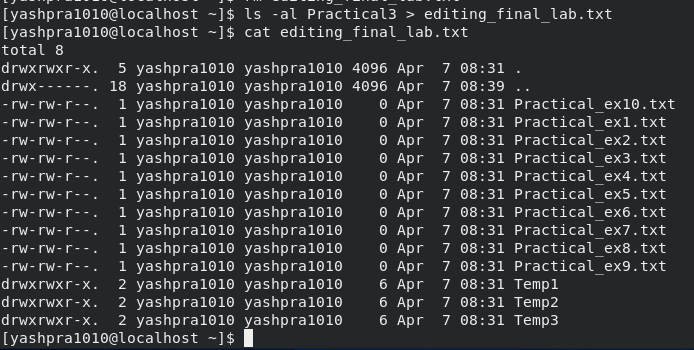 [yashpra1010@localhost ~]$ ls -al Practical3 > editing_final_lab.txt
[yashpra1010@localhost ~]$ cat editing_final_lab.txt
total 8
drwxrwxr-x.  5 yashpra1010 yashpra1010 4096 Apr  7 08:31 .
drwx------. 18 yashpra1010 yashpra1010 4096 Apr  7 08:39 ..
-rw-rw-r--.  1 yashpra1010 yashpra1010    0 Apr  7 08:31 Practical_ex10.txt
-rw-rw-r--.  1 yashpra1010 yashpra1010    0 Apr  7 08:31 Practical_ex1.txt
-rw-rw-r--.  1 yashpra1010 yashpra1010    0 Apr  7 08:31 Practical_ex2.txt
-rw-rw-r--.  1 yashpra1010 yashpra1010    0 Apr  7 08:31 Practical_ex3.txt
-rw-rw-r--.  1 yashpra1010 yashpra1010    0 Apr  7 08:31 Practical_ex4.txt
-rw-rw-r--.  1 yashpra1010 yashpra1010    0 Apr  7 08:31 Practical_ex5.txt
-rw-rw-r--.  1 yashpra1010 yashpra1010    0 Apr  7 08:31 Practical_ex6.txt
-rw-rw-r--.  1 yashpra1010 yashpra1010    0 Apr  7 08:31 Practical_ex7.txt
-rw-rw-r--.  1 yashpra1010 yashpra1010    0 Apr  7 08:31 Practical_ex8.txt
-rw-rw-r--.  1 yashpra1010 yashpra1010    0 Apr  7 08:31 Practical_ex9.txt
drwxrwxr-x.  2 yashpra1010 yashpra1010    6 Apr  7 08:31 Temp1
drwxrwxr-x.  2 yashpra1010 yashpra1010    6 Apr  7 08:31 Temp2
drwxrwxr-x.  2 yashpra1010 yashpra1010    6 Apr  7 08:31 Temp3
[yashpra1010@localhost ~]$